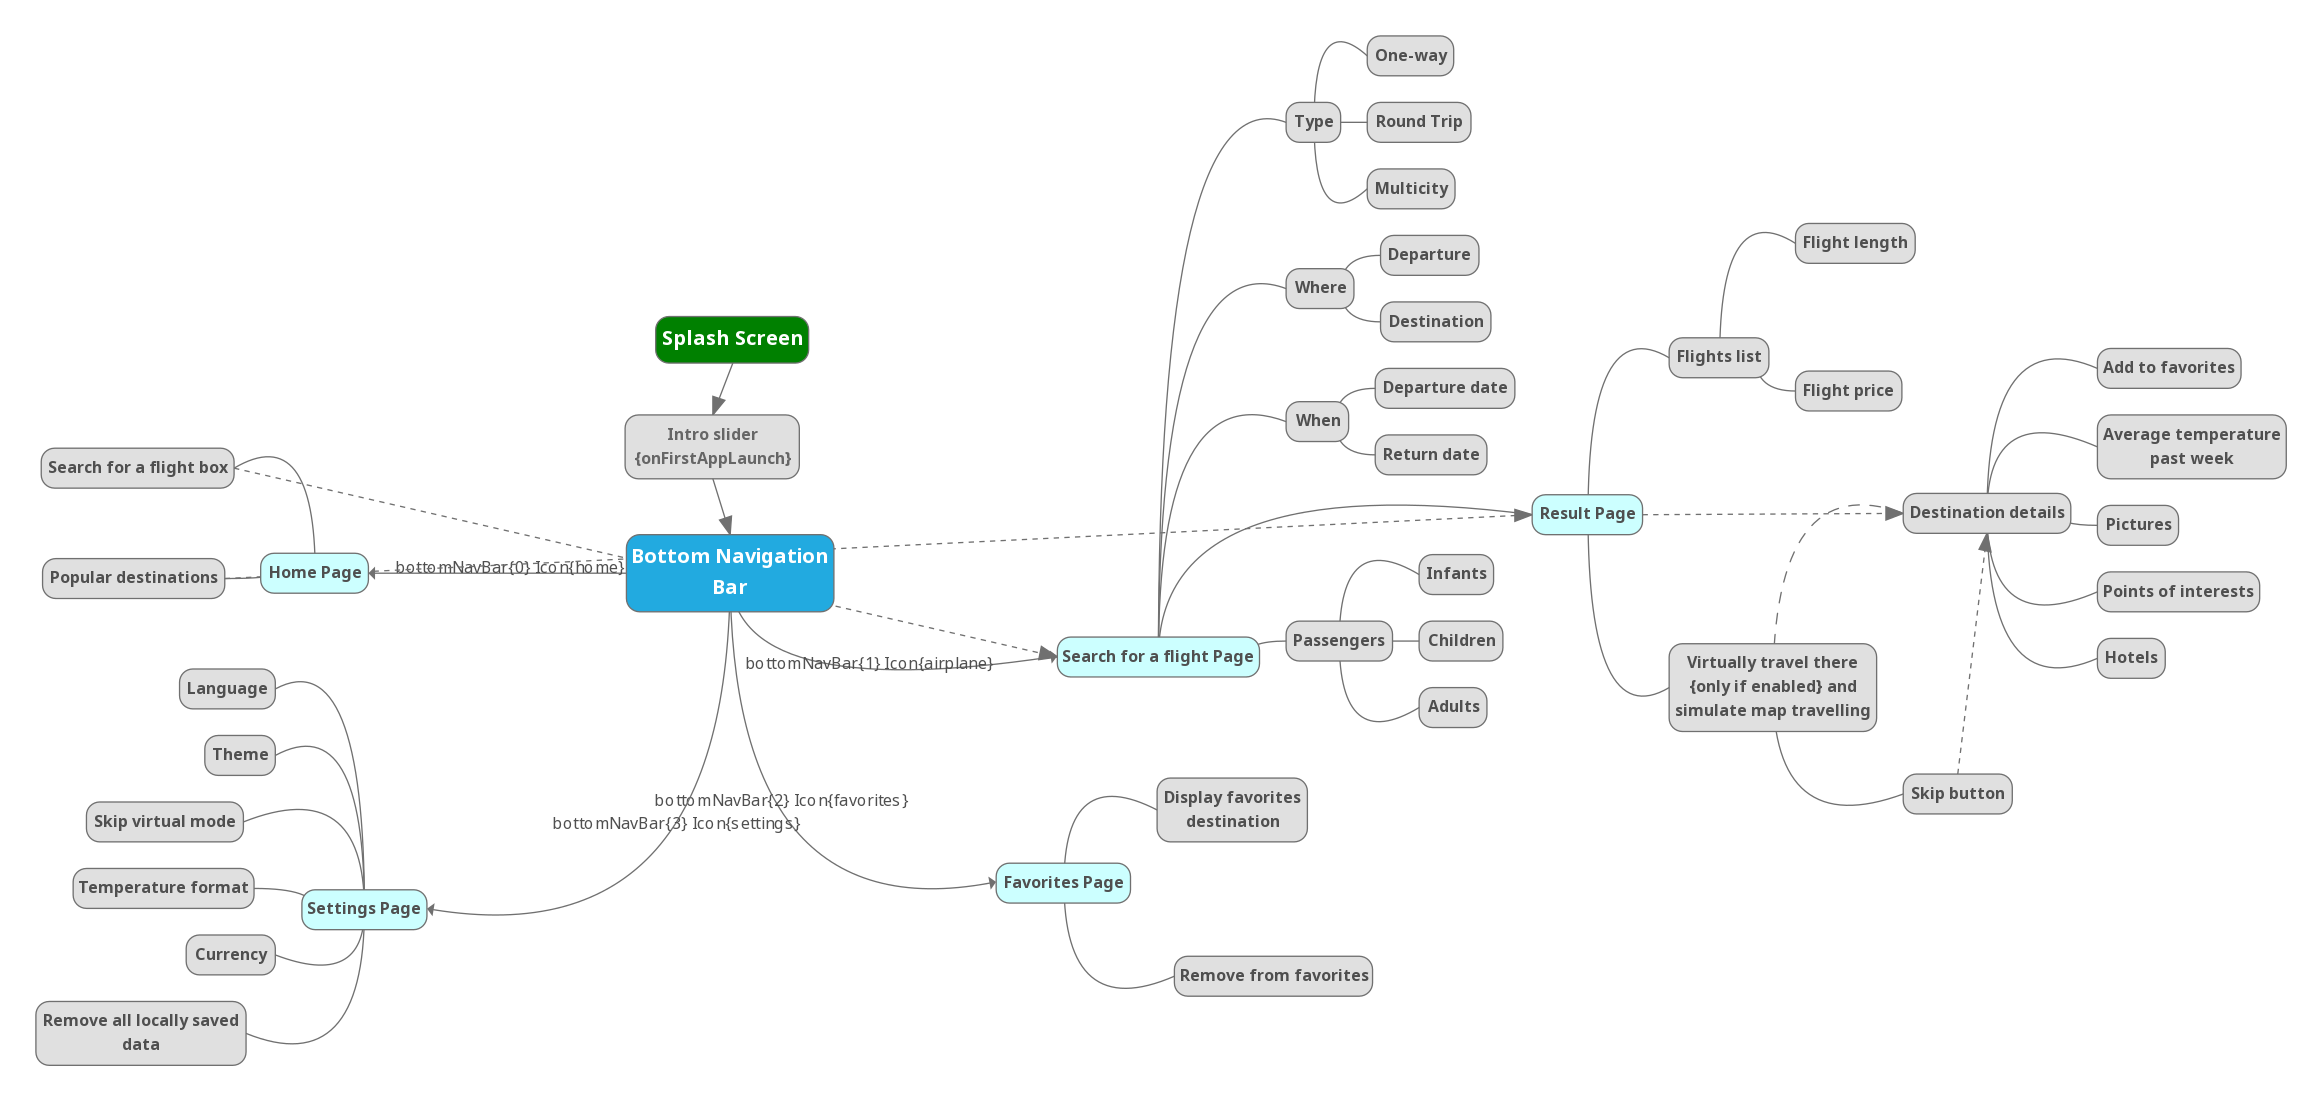 One-way
Type
Round Trip
Multicity
Where
Departure
Destination
When
Departure date
Return date
Splash Screen
Intro slider
{onFirstAppLaunch}
Bottom Navigation
Bar
Search for a flight box
Popular destinations
Home Page
bottomNavBar{0} Icon{home}
bottomNavBar{1} Icon{airplane}
Search for a flight Page
Passengers
Infants
Children
Adults
Result Page
Flights list
Flight length
Flight price
Destination details
Add to favorites
Average temperature
past week
Pictures
Points of interests
Hotels
Virtually travel there
{only if enabled} and
simulate map travelling
Skip button
Language
Theme
Skip virtual mode
Temperature format
Settings Page
Currency
Remove all locally saved
data
bottomNavBar{2} Icon{favorites}
bottomNavBar{3} Icon{settings}
Display favorites
destination
Favorites Page
Remove from favorites